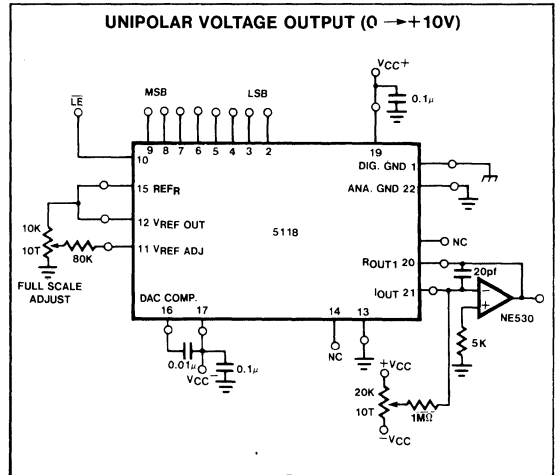 UNIPOLAR VOLTAGE OUTPUT (0 → +10V)
VCC+
MSB
LSB
LE
0.1μ
9 8 7 6 5 4 3 2
19
10
DIG. GND 1
15 REFR
ANA. GND 22
12 VREF OUT
10K
10T
80K
11 VREF ADJ
5118
NC
FULL SCALE
ADJUST
ROUT1 20
20pf
IOUT 21
−
+
NE530
DAC COMP.
16
17
14
13
5K
0.01μ
VCC−
0.1μ
NC
+VCC
20K
10T
1MΩ
−VCC